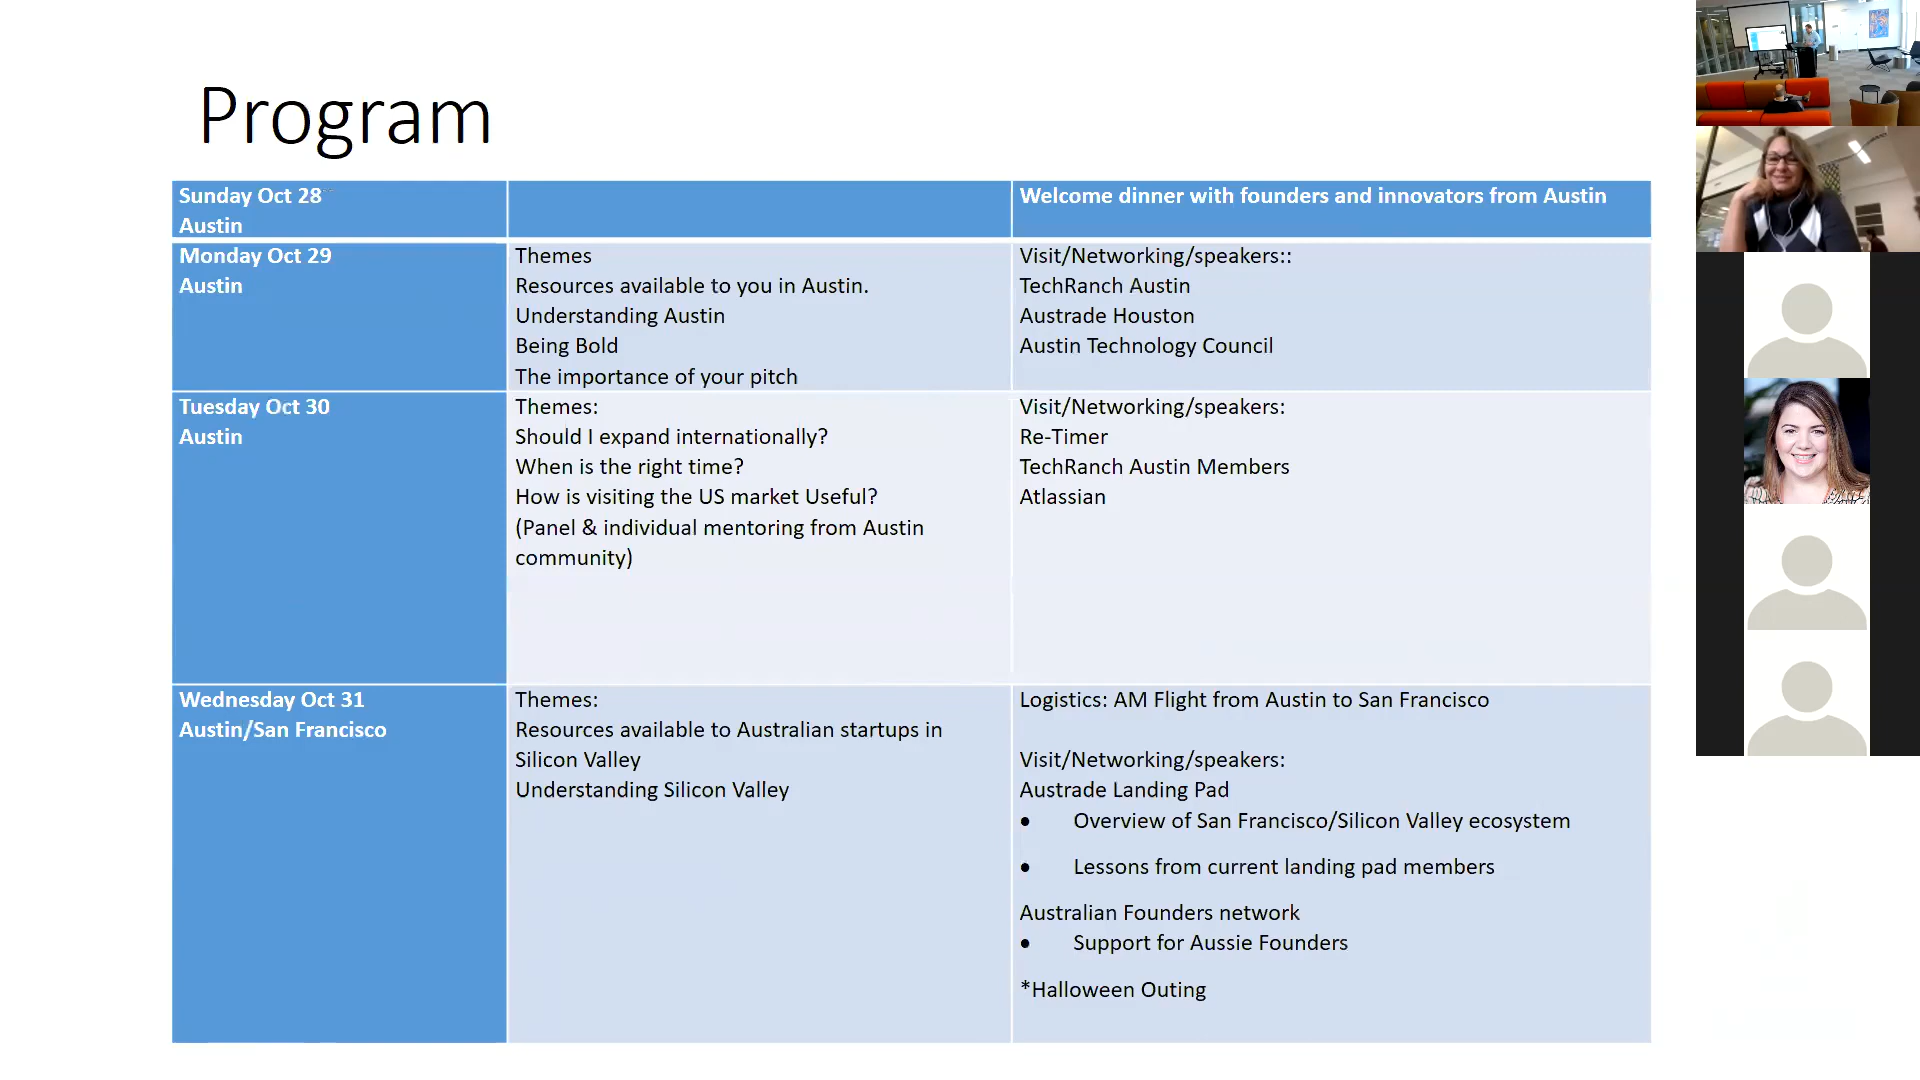 Program
Sunday Oct 28
Austin
Welcome dinner with founders and innovators from Austin
Monday Oct 29
Austin
Themes
Resources available to you in Austin.
Understanding Austin
Being Bold
The importance of your pitch
Visit/Networking/speakers::
TechRanch Austin
Austrade Houston
Austin Technology Council
Tuesday Oct 30
Austin
Themes:
Should I expand internationally?
When is the right time?
How is visiting the US market Useful?
(Panel & individual mentoring from Austin
community)
Visit/Networking/speakers:
Re-Timer
TechRanch Austin Members
Atlassian
Wednesday Oct 31
Austin/San Francisco
Themes:
Resources available to Australian startups in
Silicon Valley
Understanding Silicon Valley
Logistics: AM Flight from Austin to San Francisco
Visit/Networking/speakers:
Austrade Landing Pad
• Overview of San Francisco/Silicon Valley ecosystem
• Lessons from current landing pad members
Australian Founders network
• Support for Aussie Founders
*Halloween Outing